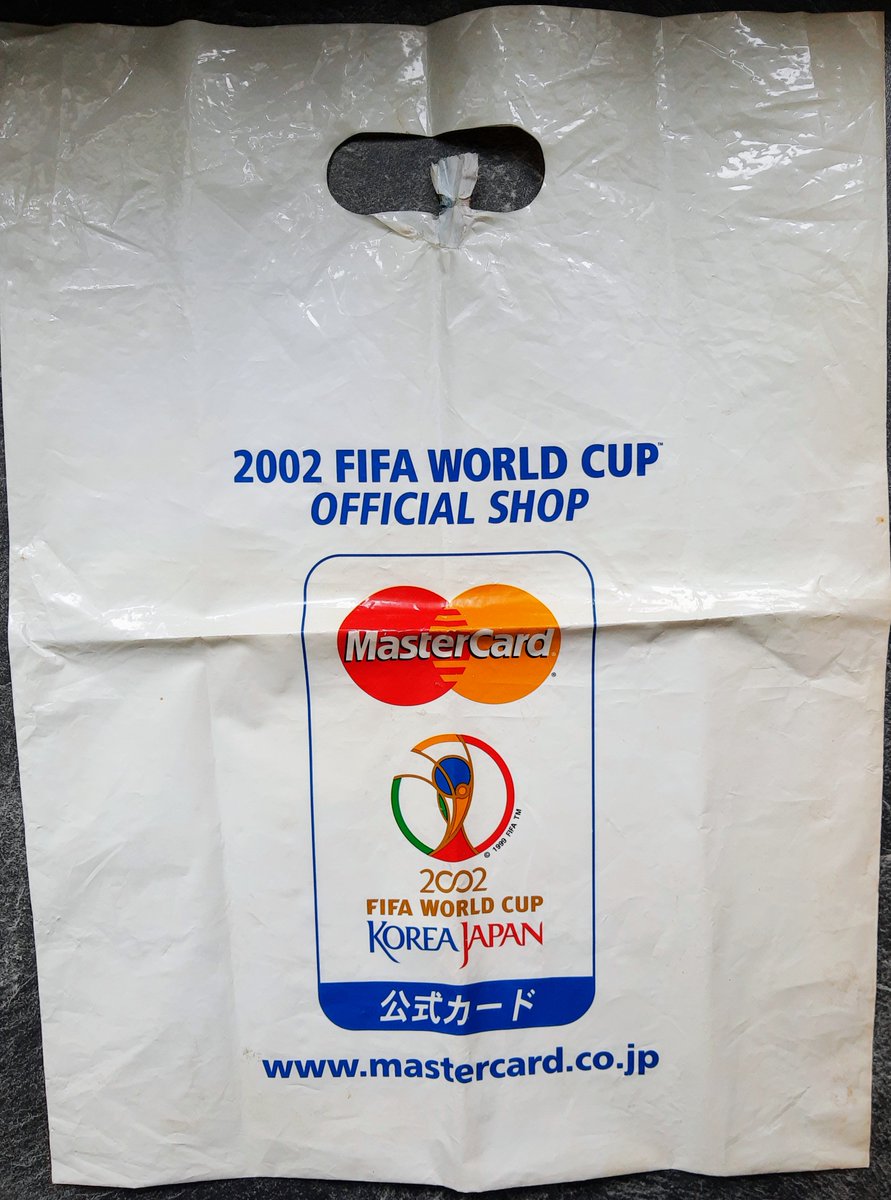 2002 FIFA WORLD CUP™
OFFICIAL SHOP
MasterCard®
© 1999 FIFA TM
2002
FIFA WORLD CUP
KOREA JAPAN
公式カード
www.mastercard.co.jp